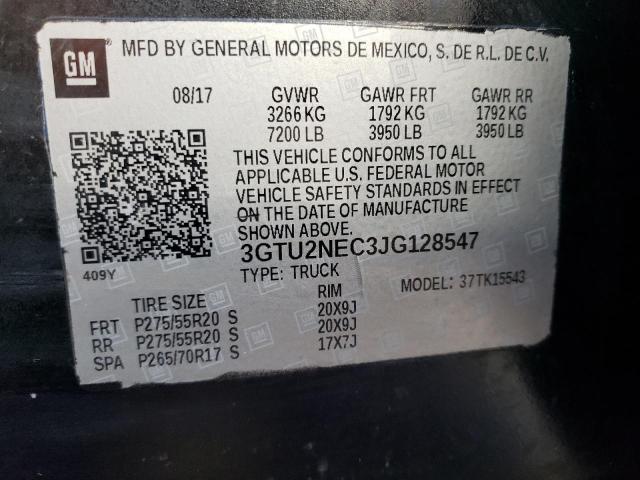 GM
MFD BY GENERAL MOTORS DE MEXICO, S. DE R.L. DE C.V.
08/17 GVWR GAWR FRT GAWR RR
3266 KG 1792 KG 1792 KG
7200 LB 3950 LB 3950 LB
THIS VEHICLE CONFORMS TO ALL
APPLICABLE U.S. FEDERAL MOTOR
VEHICLE SAFETY STANDARDS IN EFFECT
ON THE DATE OF MANUFACTURE
SHOWN ABOVE.
3GTU2NEC3JG128547
409Y TYPE: TRUCK MODEL: 37TK15543
TIRE SIZE RIM
FRT P275/55R20 S 20X9J
RR P275/55R20 S 20X9J
SPA P265/70R17 S 17X7J